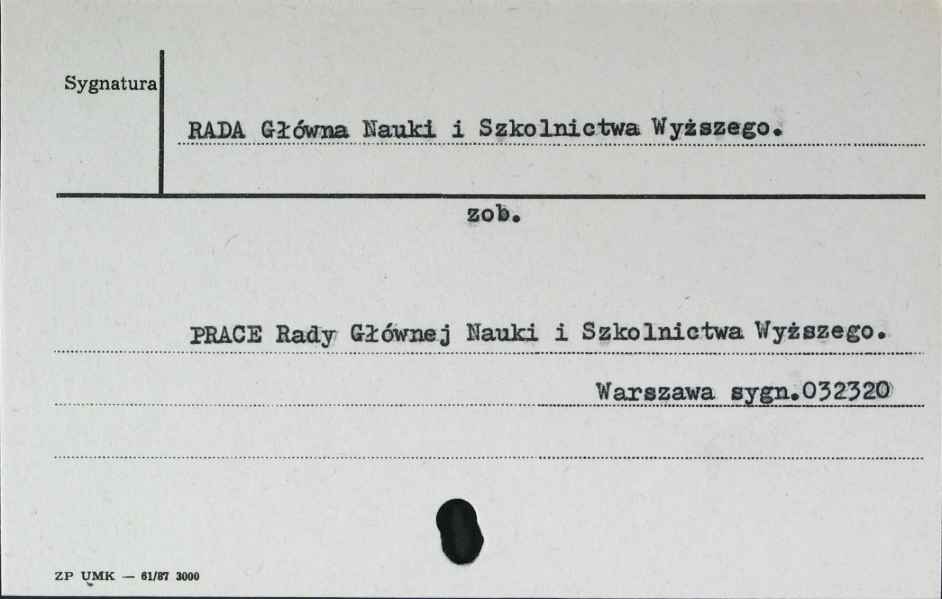 Sygnatura
RADA Główna Nauki i Szkolnictwa Wyższego.
zob.
PRACE Rady Głównej Nauki i Szkolnictwa Wyższego.
Warszawa sygn.032320
ZP UMK — 61/87 3000